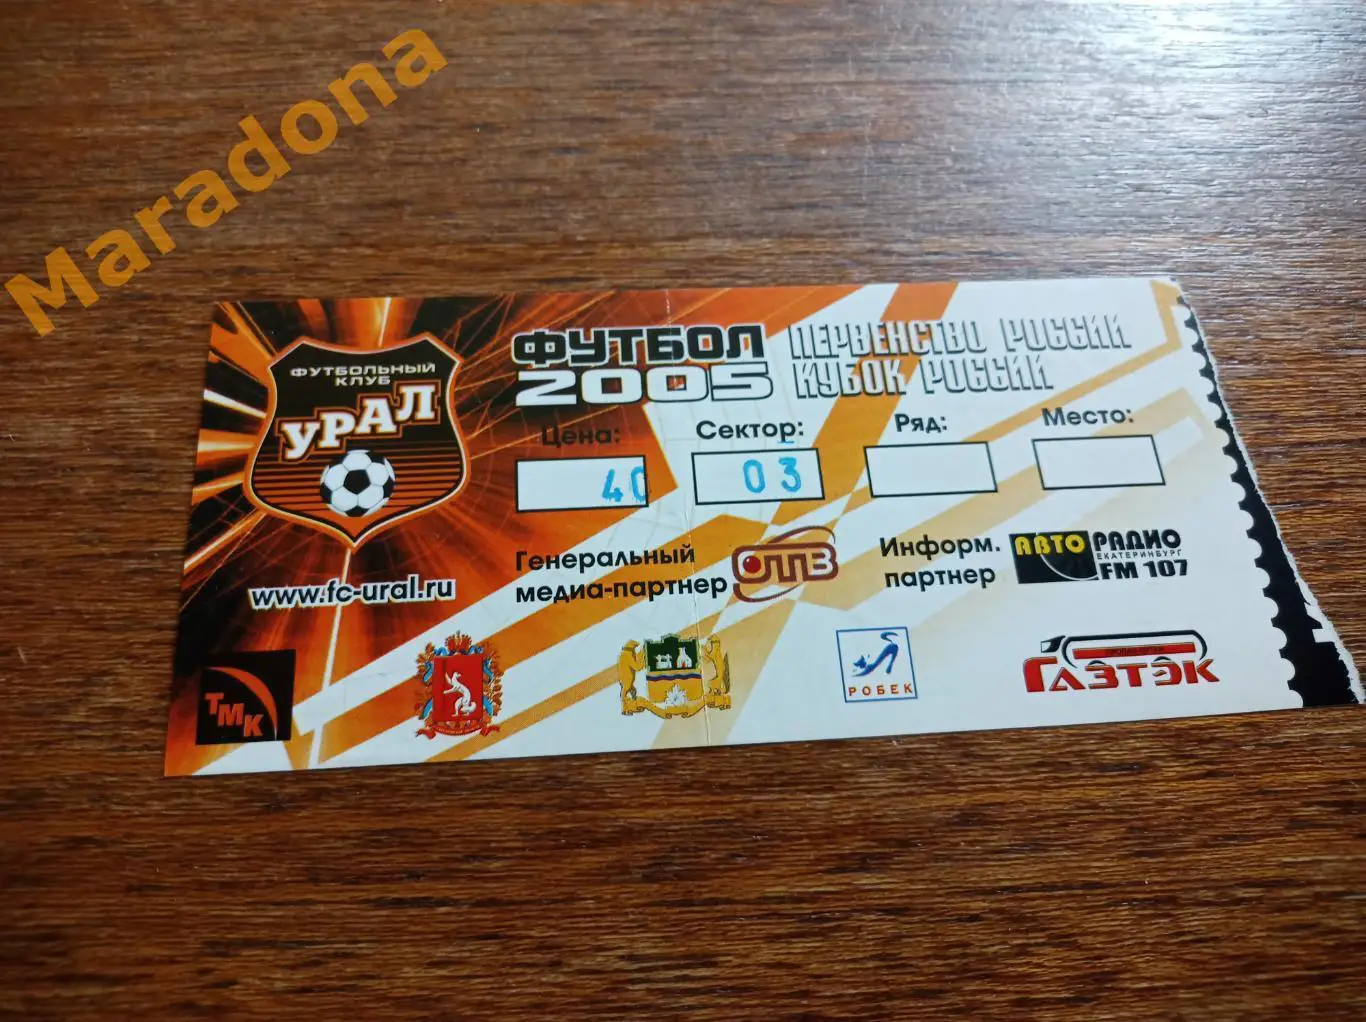 Maradona
ФУТБОЛЬНЫЙ
КЛУБ
УРАЛ
www.fc-ural.ru
ФУТБОЛ
2005
ПЕРВЕНСТВО РОССИИ
КУБОК РОССИИ
Цена: Сектор: Ряд: Место:
40 03
Генеральный
медиа-партнер
ОТВ
Информ.
партнер
АВТО РАДИО
ЕКАТЕРИНБУРГ
FM 107
ТМК
РОБЕК
ГАЗТЭК